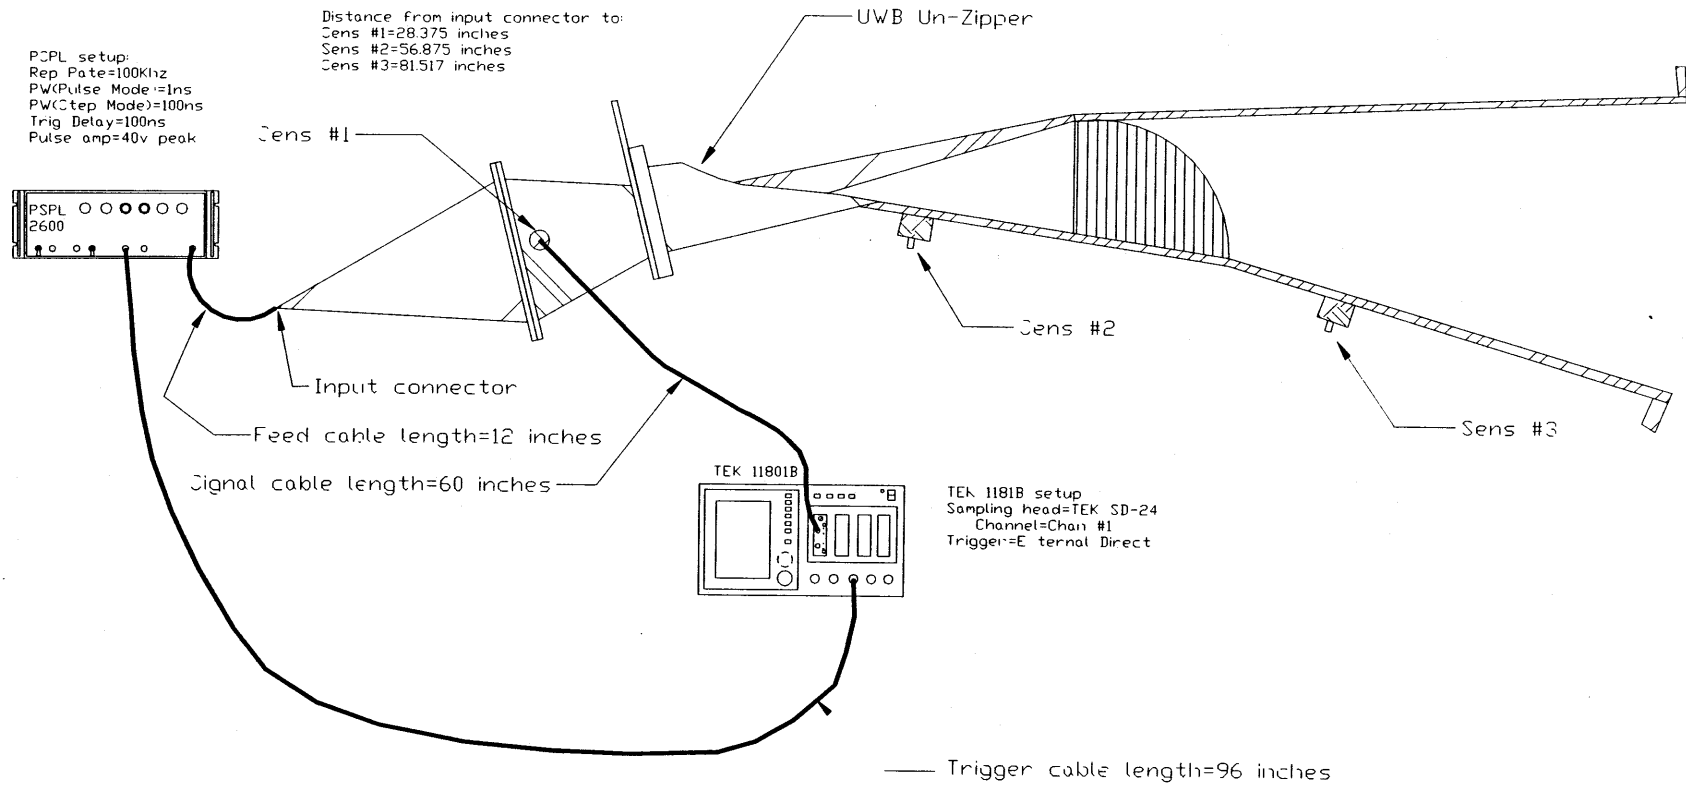 Distance from input connector to:
Sens #1=28.375 inches
Sens #2=56.875 inches
Sens #3=81.517 inches
UWB Un-Zipper
PSPL setup:
Rep Rate=100Khz
PW(Pulse Mode)=1ns
PW(Step Mode)=100ns
Trig Delay=100ns
Pulse amp=40v peak
Sens #1
PSPL
2600
Sens #2
Input connector
Feed cable length=12 inches
Sens #3
Signal cable length=60 inches
TEK 11801B
TEK 1181B setup
Sampling head=TEK SD-24
Channel=Chan #1
Trigger=External Direct
Trigger cable length=96 inches